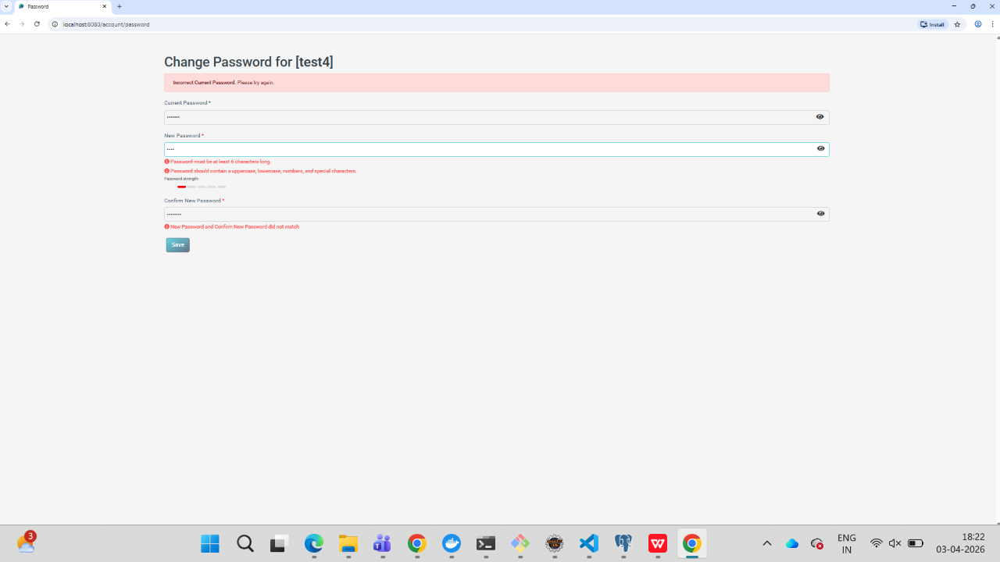 Password
localhost:8080/account/password
Install
Change Password for [test4]
Incorrect Current Password. Please try again.
Current Password *
•••••••
New Password *
••••
Password must be at least 6 characters long.
Password should contain a uppercase, lowercase, numbers, and special characters.
Password strength:
Confirm New Password *
••••••••
New Password and Confirm New Password did not match
Save
3
ENG
IN
18:22
03-04-2026